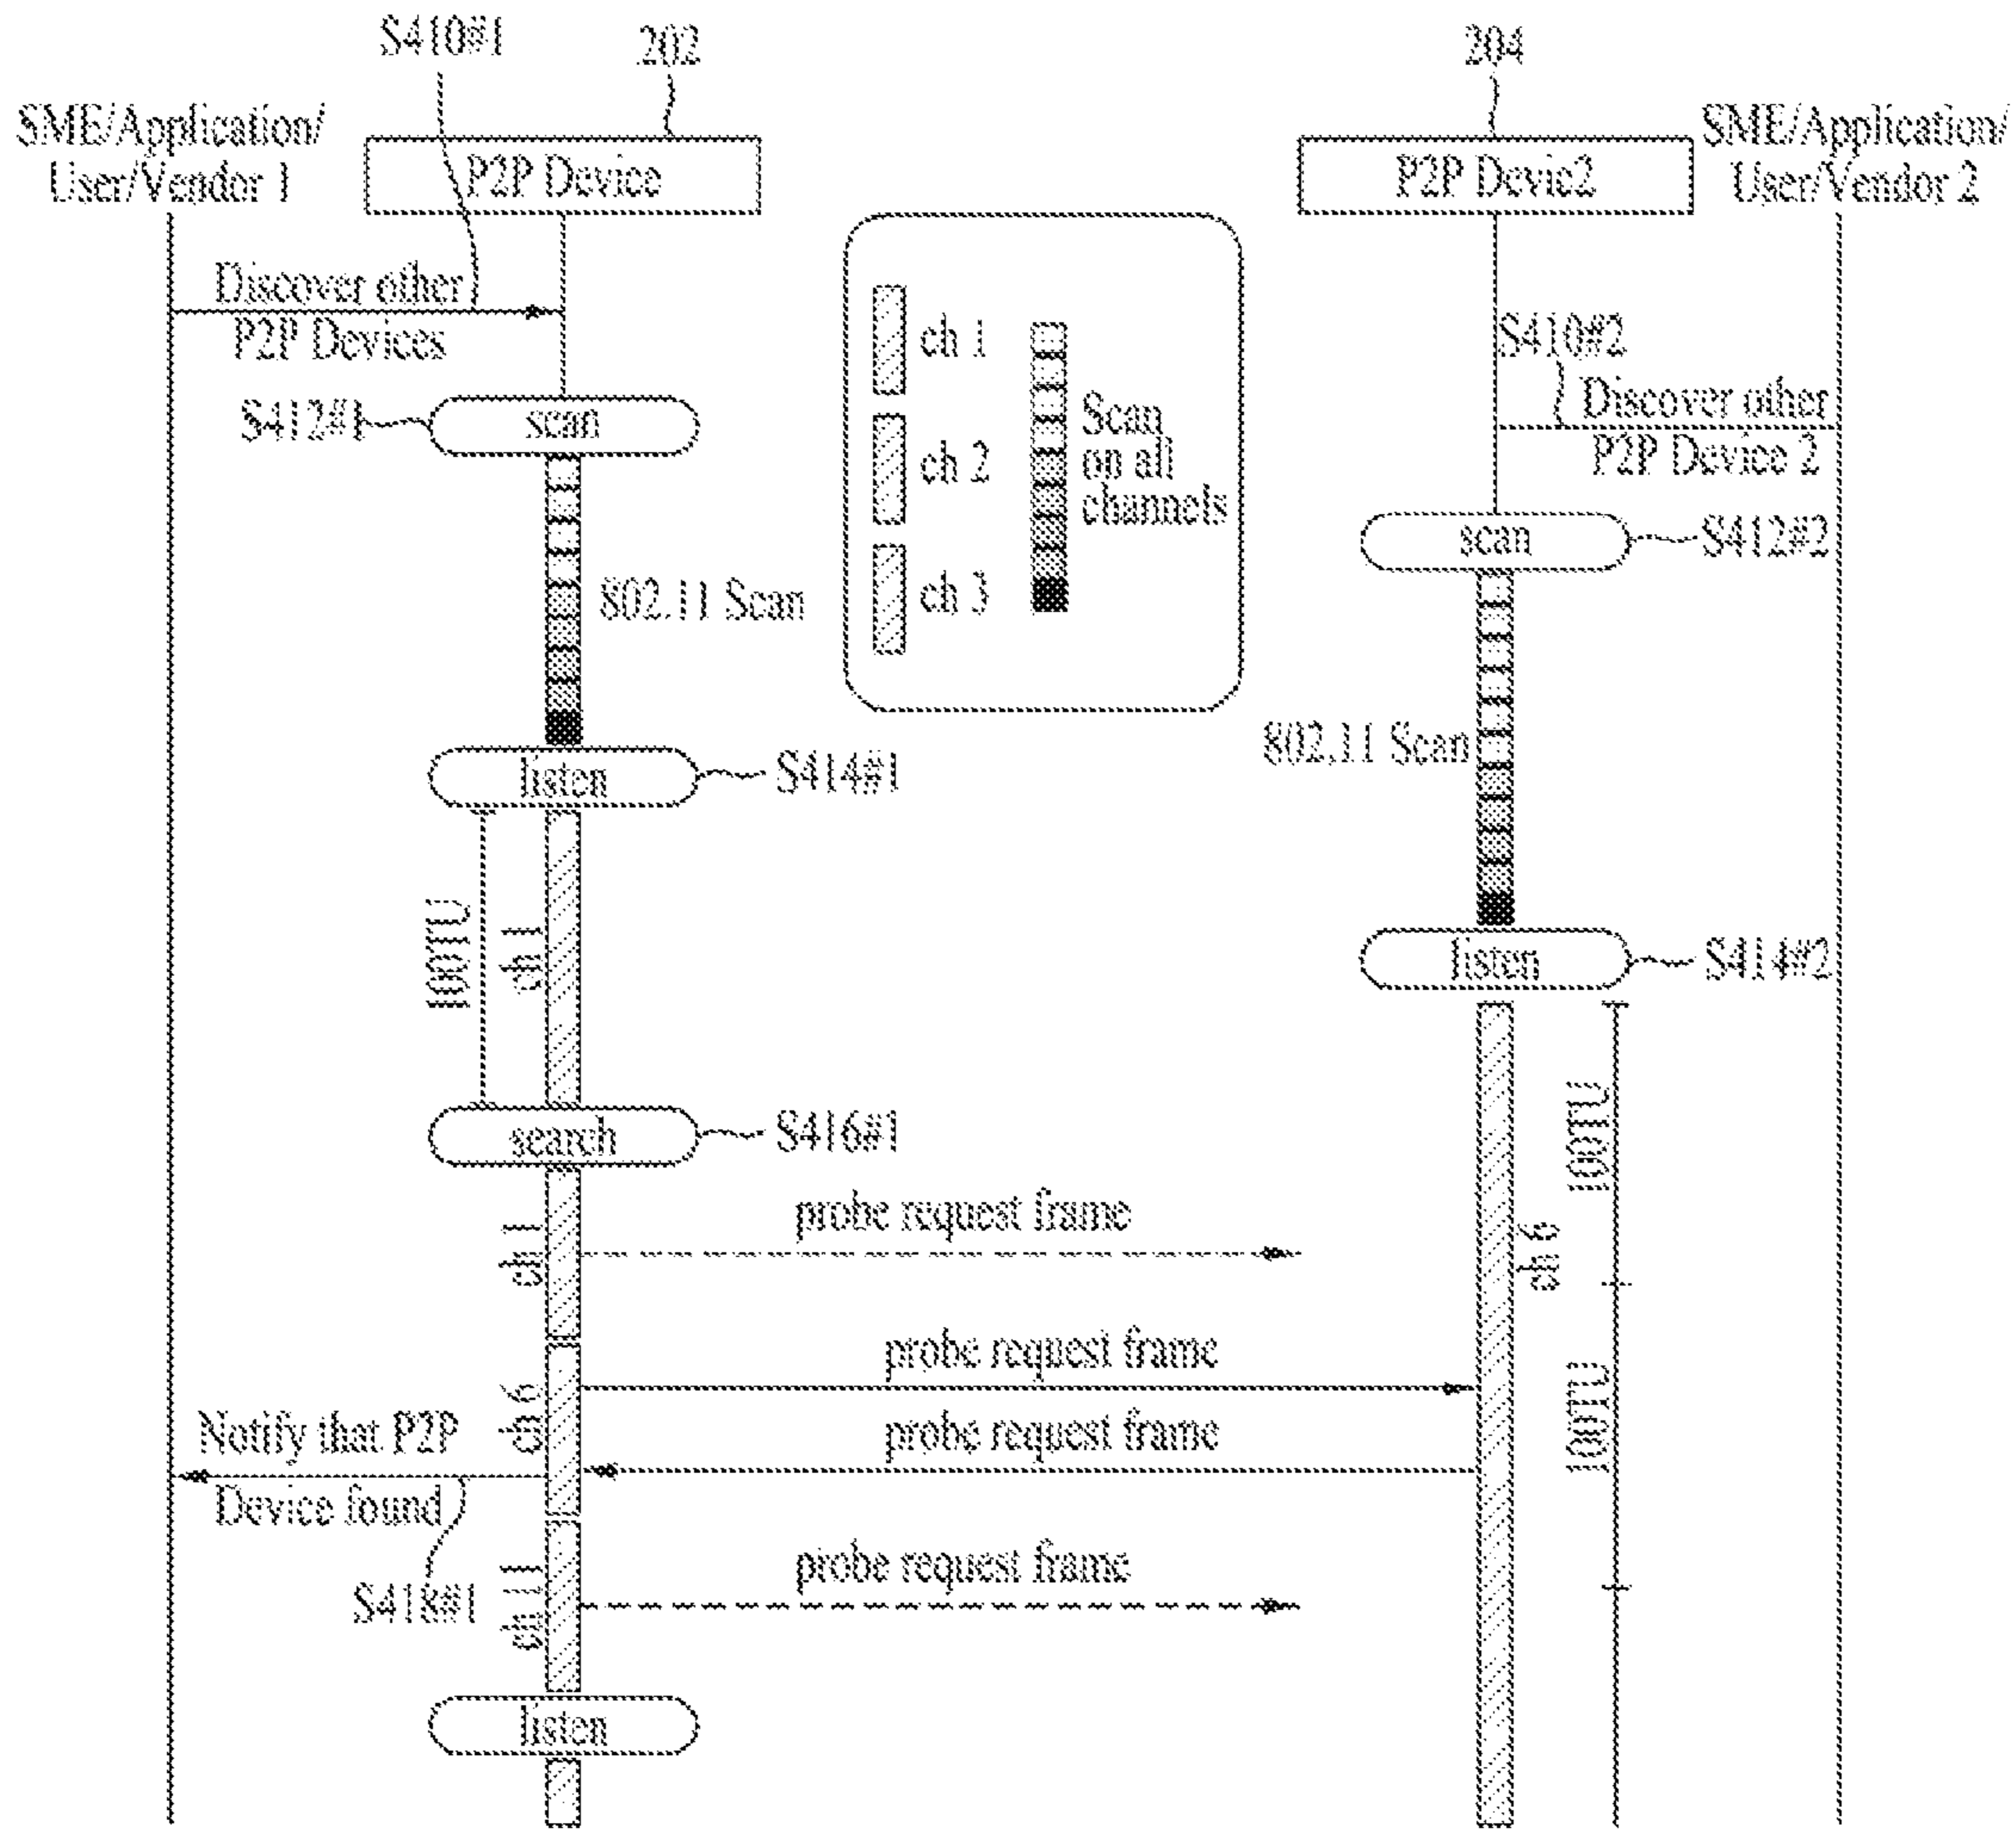 S410#1
202
204
SME/Application/
User/Vendor 1
P2P Device
P2P Devic2
SME/Application/
User/Vendor 2
Discover other
P2P Devices
ch 1
ch 2
ch 3
Scan
on all
channels
S410#2
Discover other
P2P Device 2
S412#1
scan
scan
S412#2
802.11 Scan
802.11 Scan
listen
S414#1
listen
S414#2
100TU
ch 1
search
S416#1
100TU
ch 1
probe request frame
ch 6
probe request frame
ch 6
probe request frame
100TU
Notify that P2P
Device found
S418#1
ch 11
probe request frame
listen